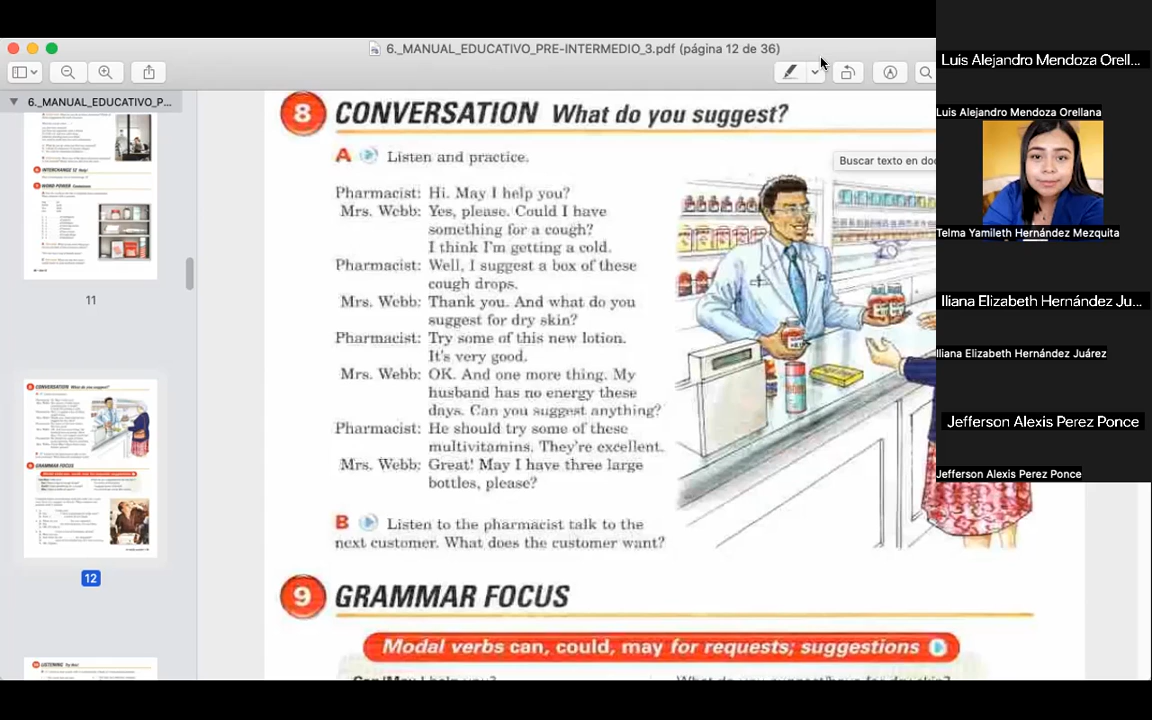 6._MANUAL_EDUCATIVO_PRE-INTERMEDIO_3.pdf (página 12 de 36)
6._MANUAL_EDUCATIVO_P...
11
12
8 CONVERSATION What do you suggest?
A Listen and practice.
Buscar texto en doc
Pharmacist: Hi. May I help you?
Mrs. Webb: Yes, please. Could I have
something for a cough?
I think I'm getting a cold.
Pharmacist: Well, I suggest a box of these
cough drops.
Mrs. Webb: Thank you. And what do you
suggest for dry skin?
Pharmacist: Try some of this new lotion.
It's very good.
Mrs. Webb: OK. And one more thing. My
husband has no energy these
days. Can you suggest anything?
Pharmacist: He should try some of these
multivitamins. They're excellent.
Mrs. Webb: Great! May I have three large
bottles, please?
B Listen to the pharmacist talk to the
next customer. What does the customer want?
9 GRAMMAR FOCUS
Modal verbs can, could, may for requests; suggestions
Luis Alejandro Mendoza Orell...
Luis Alejandro Mendoza Orellana
Telma Yamileth Hernández Mezquita
Iliana Elizabeth Hernández Ju...
Iliana Elizabeth Hernández Juárez
Jefferson Alexis Perez Ponce
Jefferson Alexis Perez Ponce